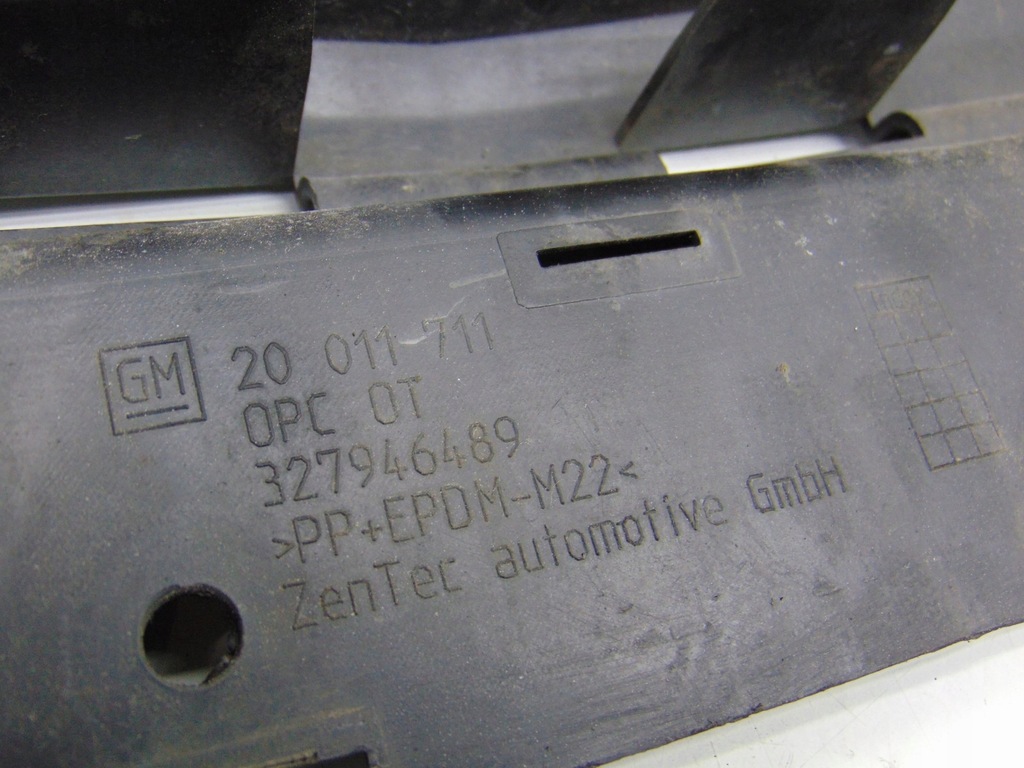 GM
20 011 711
OPC OT
327946489
>PP+EPDM-M22<
ZenTec automotive GmbH